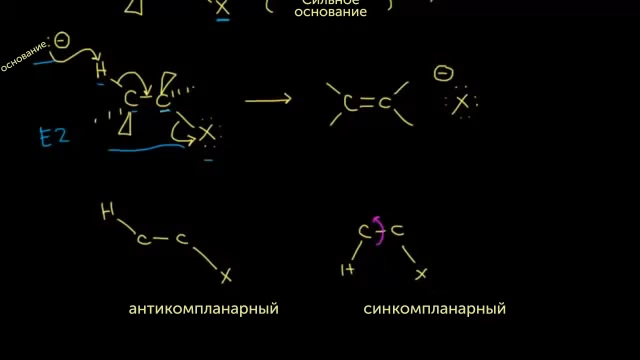 X
Сильное
основание
основание:
⊖
H
C C
X
E2
C=C
⊖
:X:
H
C – C
X
C – C
H
X
антикомпланарный
синкомпланарный